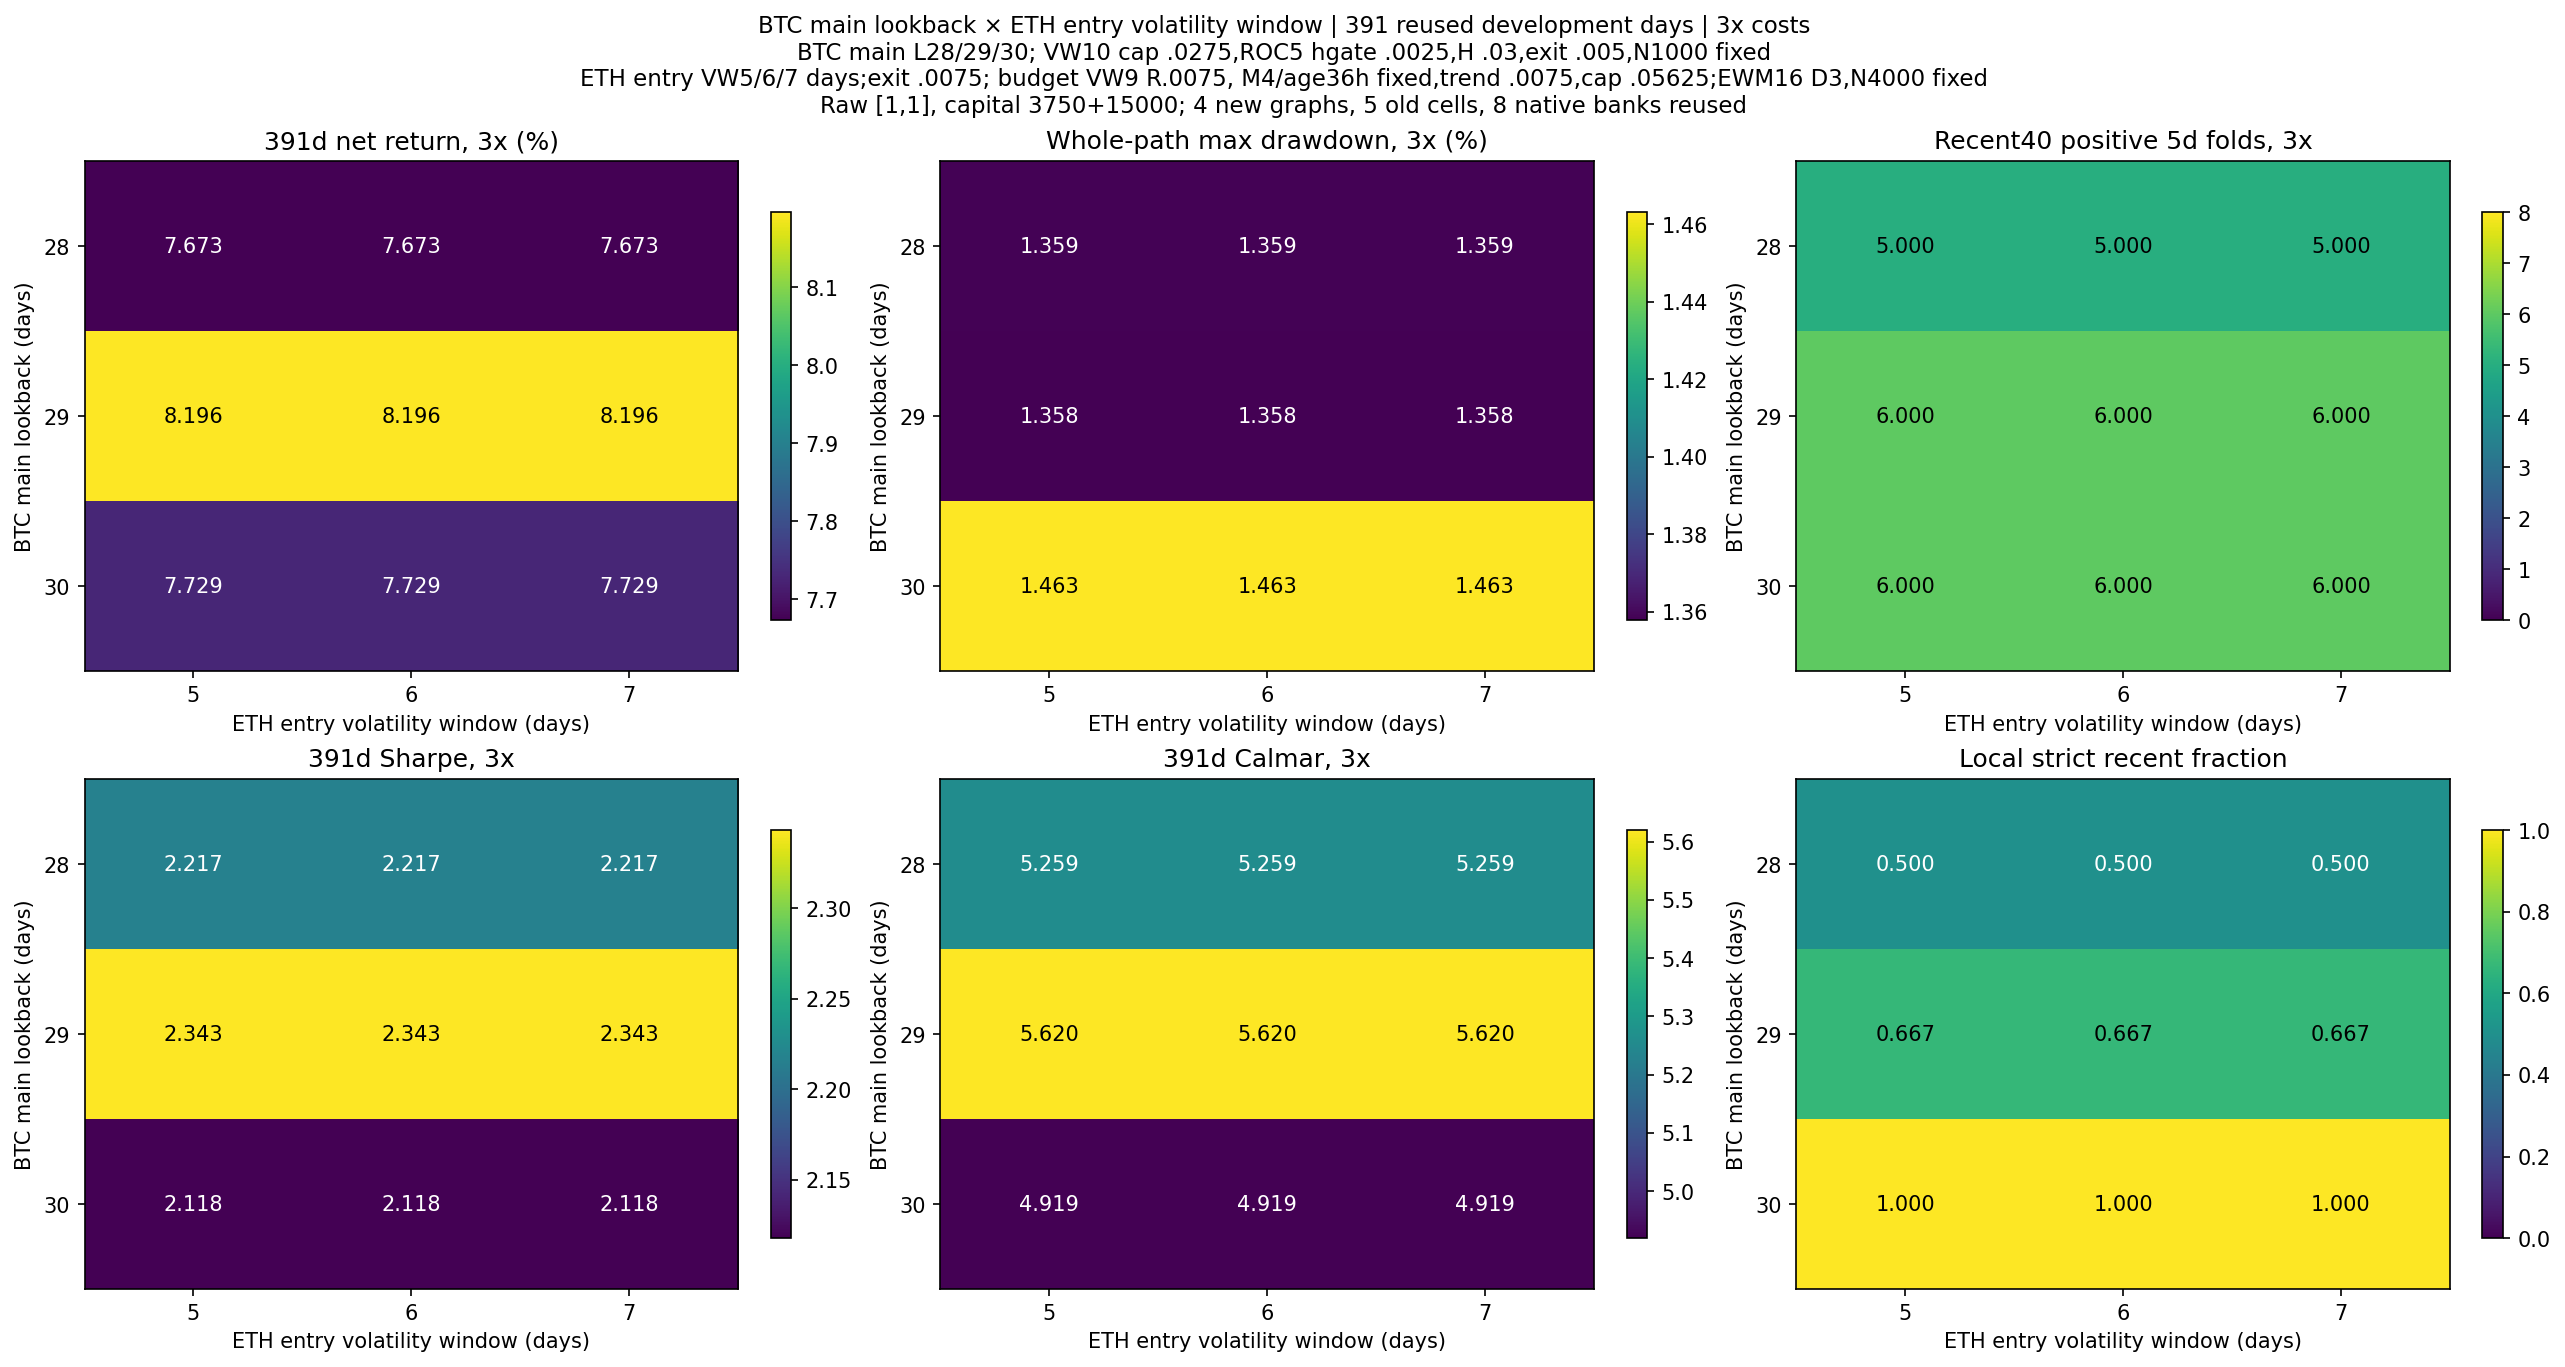 BTC main lookback × ETH entry volatility window | 391 reused development days | 3x costs
BTC main L28/29/30; VW10 cap .0275,ROC5 hgate .0025,H .03,exit .005,N1000 fixed
ETH entry VW5/6/7 days;exit .0075; budget VW9 R.0075, M4/age36h fixed,trend .0075,cap .05625;EWM16 D3,N4000 fixed
Raw [1,1], capital 3750+15000; 4 new graphs, 5 old cells, 8 native banks reused
391d net return, 3x (%)
BTC main lookback (days)
28
7.673 7.673 7.673
29
8.196 8.196 8.196
30
7.729 7.729 7.729
5 6 7
ETH entry volatility window (days)
8.1
8.0
7.9
7.8
7.7
Whole-path max drawdown, 3x (%)
BTC main lookback (days)
28
1.359 1.359 1.359
29
1.358 1.358 1.358
30
1.463 1.463 1.463
5 6 7
ETH entry volatility window (days)
1.46
1.44
1.42
1.40
1.38
1.36
Recent40 positive 5d folds, 3x
BTC main lookback (days)
28
5.000 5.000 5.000
29
6.000 6.000 6.000
30
6.000 6.000 6.000
5 6 7
ETH entry volatility window (days)
8
7
6
5
4
3
2
1
0
391d Sharpe, 3x
BTC main lookback (days)
28
2.217 2.217 2.217
29
2.343 2.343 2.343
30
2.118 2.118 2.118
5 6 7
ETH entry volatility window (days)
2.30
2.25
2.20
2.15
391d Calmar, 3x
BTC main lookback (days)
28
5.259 5.259 5.259
29
5.620 5.620 5.620
30
4.919 4.919 4.919
5 6 7
ETH entry volatility window (days)
5.6
5.5
5.4
5.3
5.2
5.1
5.0
Local strict recent fraction
BTC main lookback (days)
28
0.500 0.500 0.500
29
0.667 0.667 0.667
30
1.000 1.000 1.000
5 6 7
ETH entry volatility window (days)
1.0
0.8
0.6
0.4
0.2
0.0